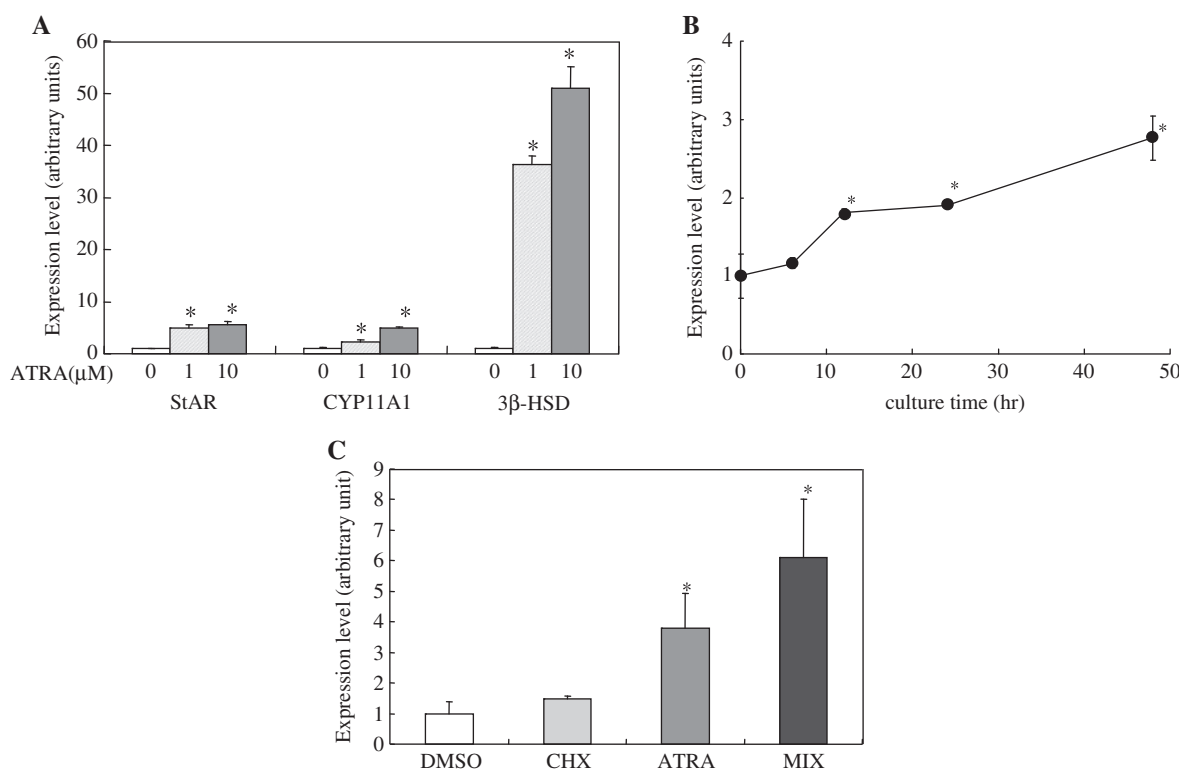 A
Expression level (arbitrary units)
60
50
40
30
20
10
0
* * * * * *
ATRA(μM) 0 1 10 0 1 10 0 1 10
StAR CYP11A1 3β-HSD
B
Expression level (arbitrary units)
4
3
2
1
0
* * *
0 10 20 30 40 50
culture time (hr)
C
Expression level (arbitrary unit)
9
8
7
6
5
4
3
2
1
0
* *
DMSO CHX ATRA MIX